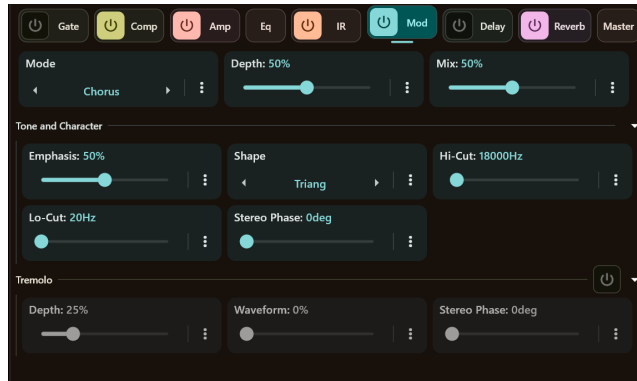 Gate Comp Amp Eq IR Mod Delay Reverb Master
Mode Depth: 50% Mix: 50%
Chorus
Tone and Character
Emphasis: 50% Shape Hi-Cut: 18000Hz
Triang
Lo-Cut: 20Hz Stereo Phase: 0deg
Tremolo
Depth: 25% Waveform: 0% Stereo Phase: 0deg